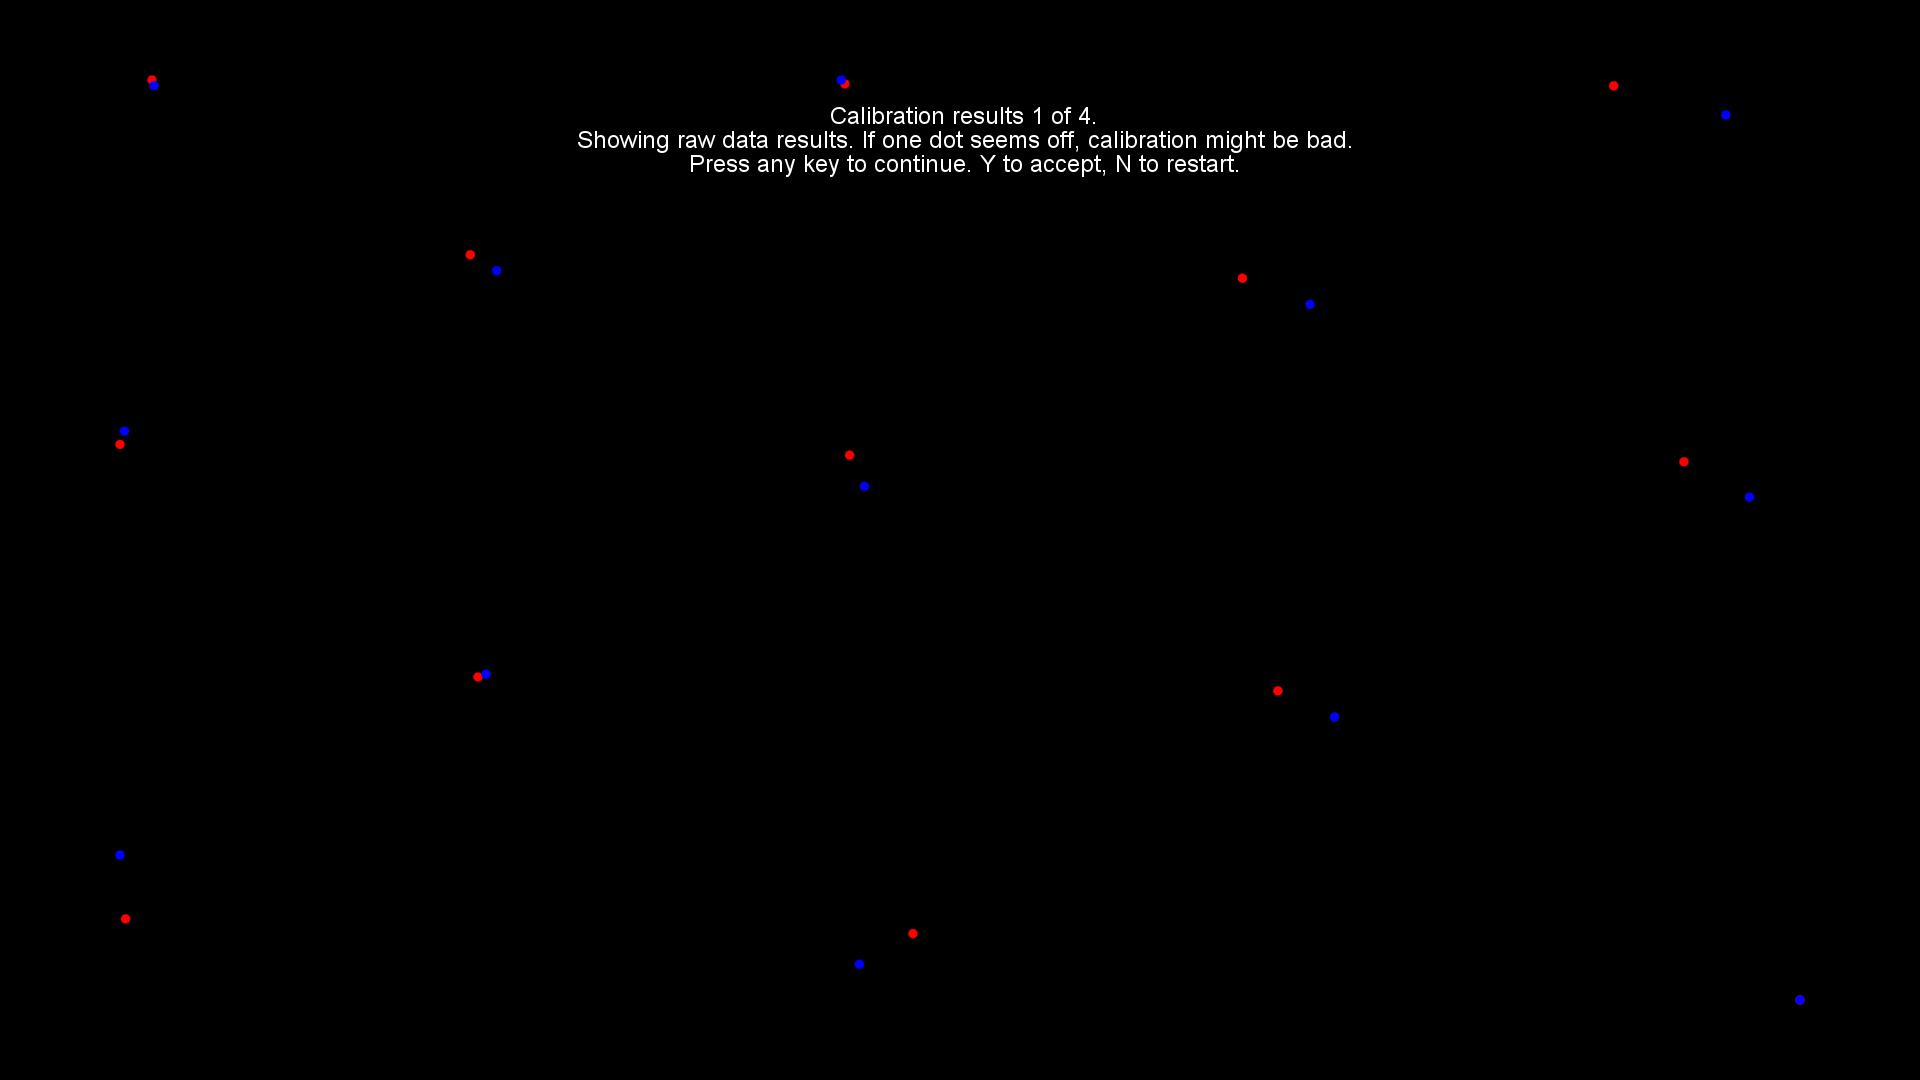 Calibration results 1 of 4.
Showing raw data results. If one dot seems off, calibration might be bad.
Press any key to continue. Y to accept, N to restart.